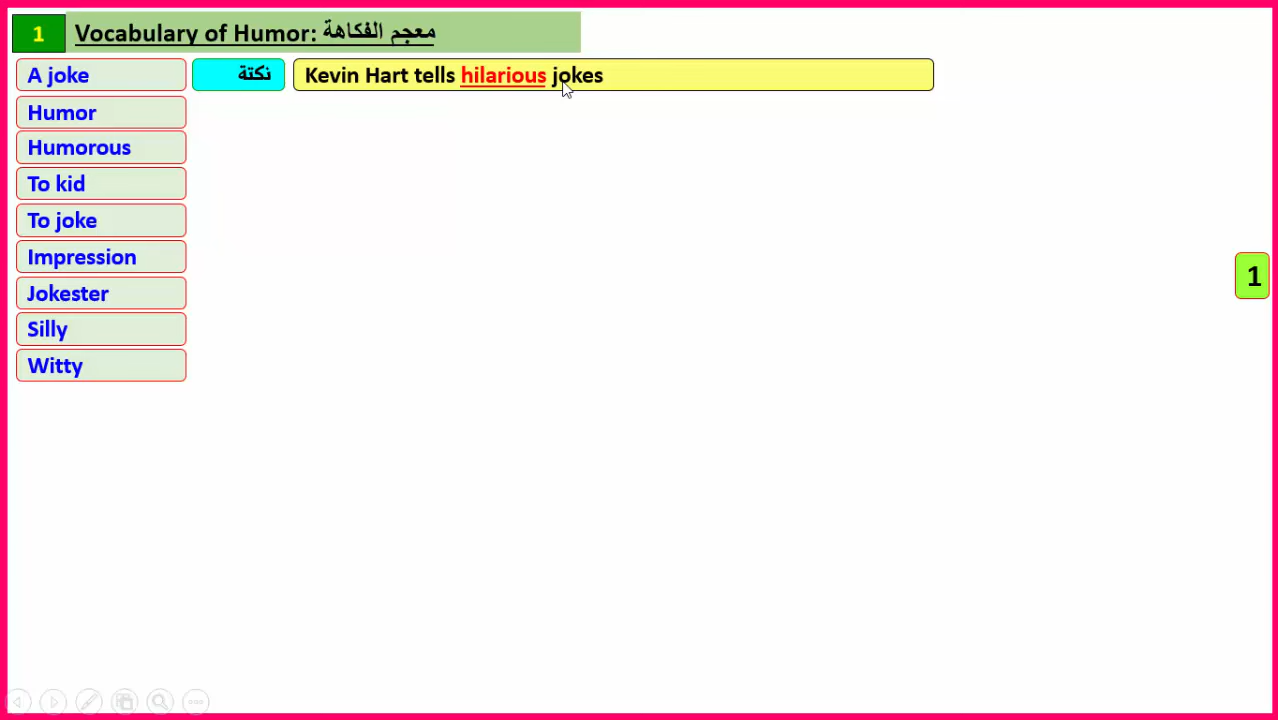 1 Vocabulary of Humor: معجم الفكاهة
A joke نكتة Kevin Hart tells hilarious jokes
Humor
Humorous
To kid
To joke
Impression
1
Jokester
Silly
Witty